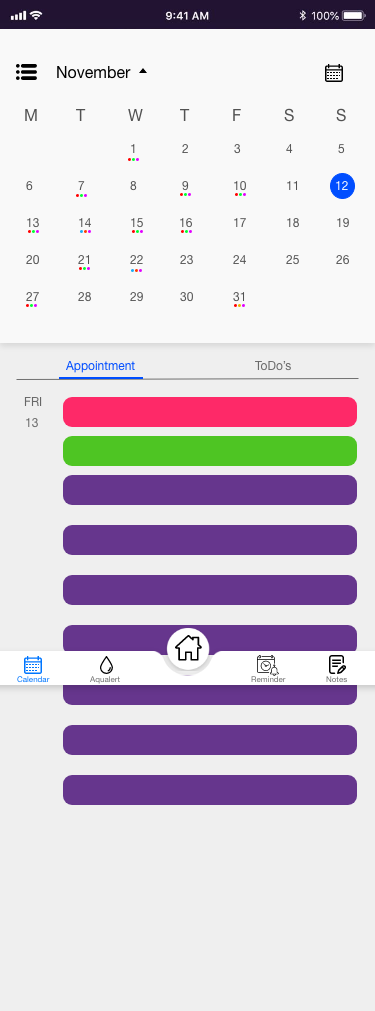 9:41 AM 100%
November
M T W T F S S
1 2 3 4 5
6 7 8 9 10 11 12
13 14 15 16 17 18 19
20 21 22 23 24 25 26
27 28 29 30 31
Appointment ToDo's
FRI
13
Calendar Aqualert Reminder Notes